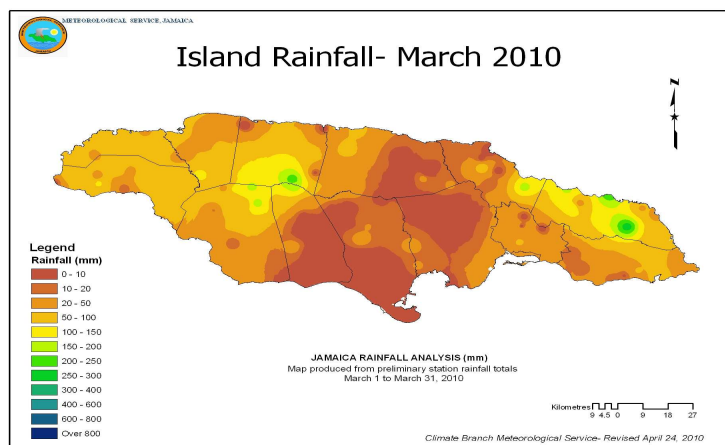 METEOROLOGICAL SERVICE, JAMAICA
Island Rainfall- March 2010
N
Legend
Rainfall (mm)
0 - 10
10 - 20
20 - 50
50 - 100
100 - 150
150 - 200
200 - 250
250 - 300
300 - 400
400 - 600
600 - 800
Over 800
JAMAICA RAINFALL ANALYSIS (mm)
Map produced from preliminary station rainfall totals
March 1 to March 31, 2010
Kilometres
9 4.5 0 9 18 27
Climate Branch Meteorological Service- Revised April 24, 2010